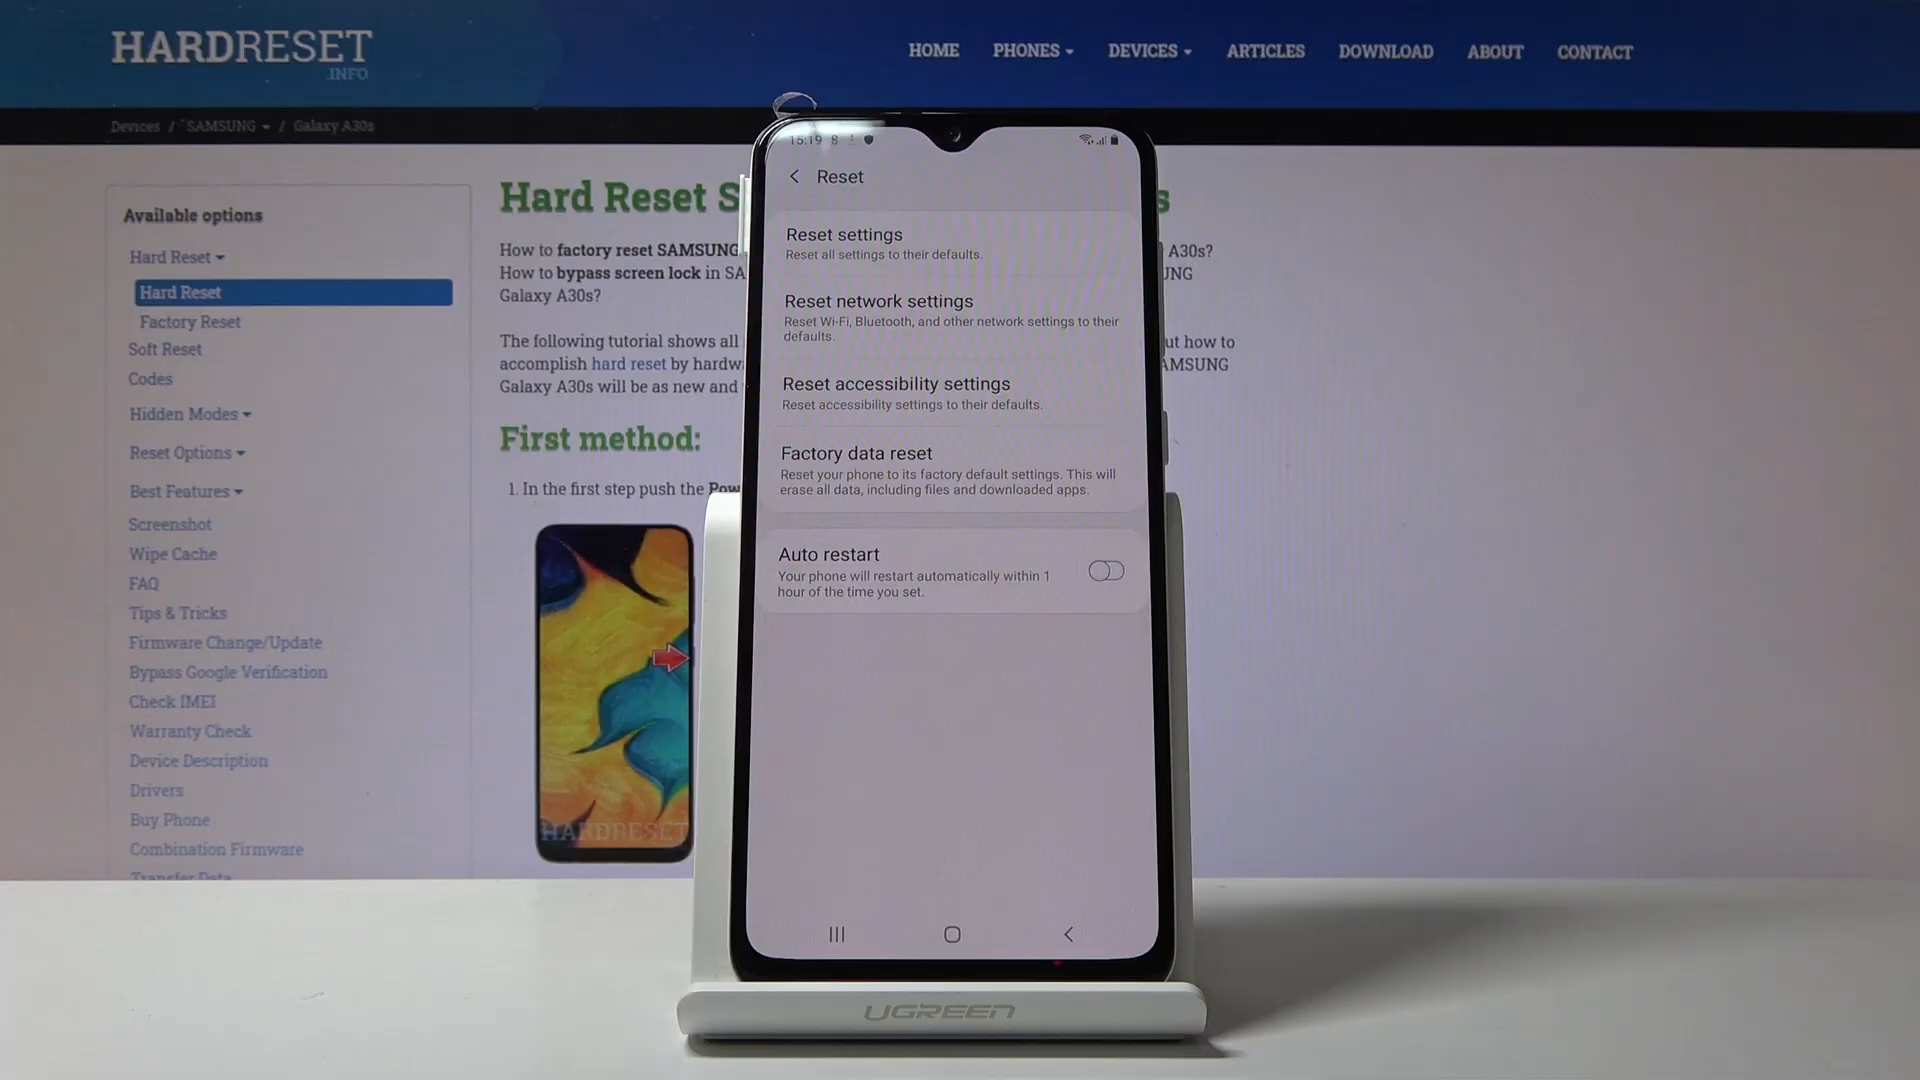 HARDRESET
.INFO
HOME PHONES DEVICES ARTICLES DOWNLOAD ABOUT CONTACT
Devices / SAMSUNG / Galaxy A30s
Available options
Hard Reset
Hard Reset
Factory Reset
Soft Reset
Codes
Hidden Modes
Reset Options
Best Features
Screenshot
Wipe Cache
FAQ
Tips & Tricks
Firmware Change/Update
Bypass Google Verification
Check IMEI
Warranty Check
Device Description
Drivers
Buy Phone
Combination Firmware
Transfer Data
Hard Reset S s
How to factory reset SAMSUNG A30s?
How to bypass screen lock in SA UNG
Galaxy A30s?
The following tutorial shows all ut how to
accomplish hard reset by hardw AMSUNG
Galaxy A30s will be as new and
First method:
1. In the first step push the Pow
HARDRESET
15:19
Reset
Reset settings
Reset all settings to their defaults.
Reset network settings
Reset Wi-Fi, Bluetooth, and other network settings to their
defaults.
Reset accessibility settings
Reset accessibility settings to their defaults.
Factory data reset
Reset your phone to its factory default settings. This will
erase all data, including files and downloaded apps.
Auto restart
Your phone will restart automatically within 1
hour of the time you set.
UGREEN